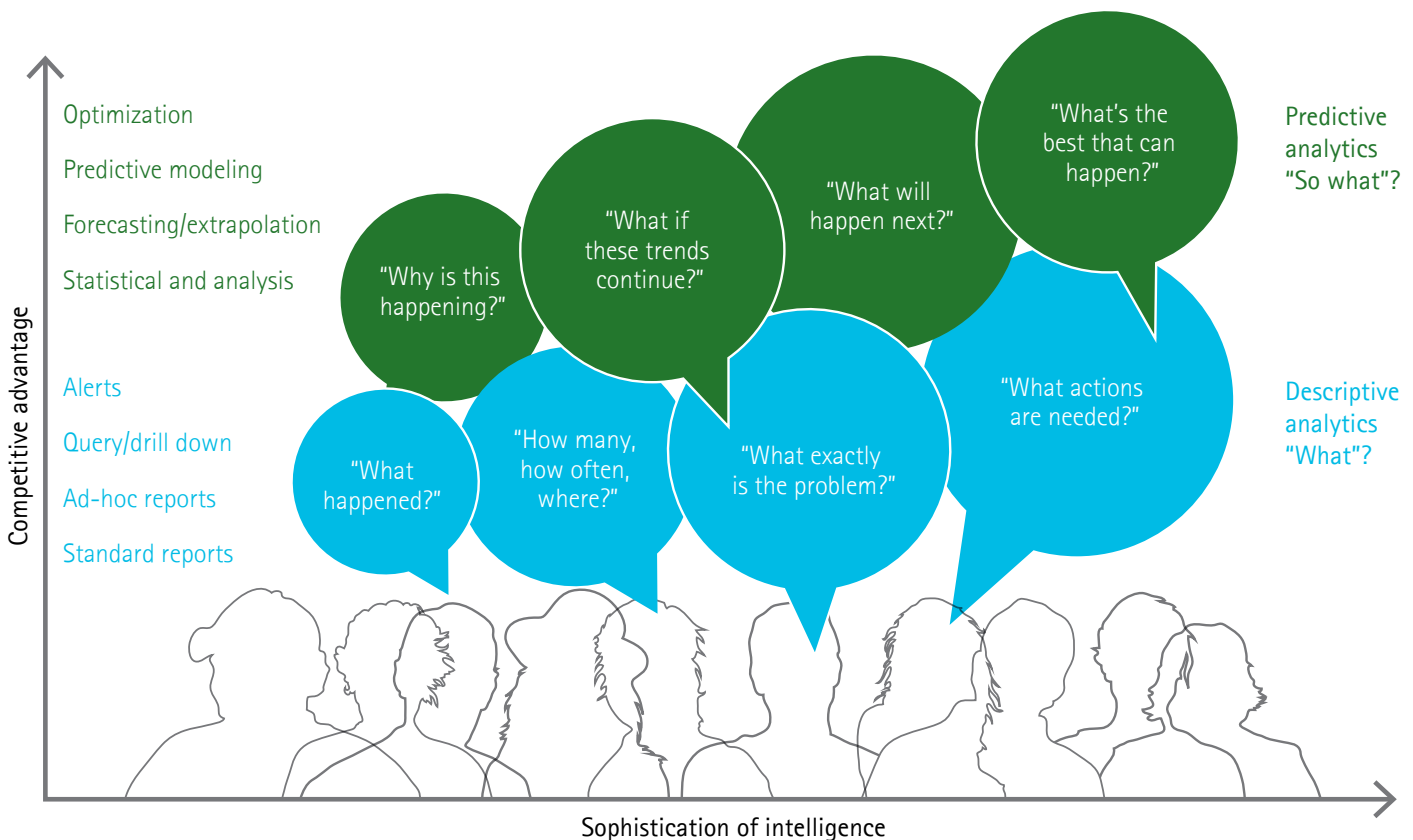 Competitive advantage
Optimization
Predictive modeling
Forecasting/extrapolation
Statistical and analysis
Alerts
Query/drill down
Ad-hoc reports
Standard reports
“Why is this
happening?”
“What if
these trends
continue?”
“What will
happen next?”
“What’s the
best that can
happen?”
“What
happened?”
“How many,
how often,
where?”
“What exactly
is the problem?”
“What actions
are needed?”
Predictive
analytics
“So what”?
Descriptive
analytics
“What”?
Sophistication of intelligence